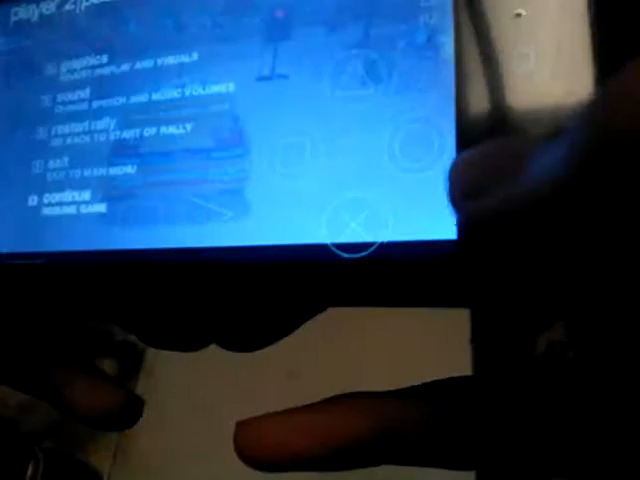 player 2
graphics
ADJUST DISPLAY AND VISUALS
sound
CHANGE SPEECH AND MUSIC VOLUMES
restart rally
GO BACK TO START OF RALLY
exit
EXIT TO MAIN MENU
continue
RESUME GAME